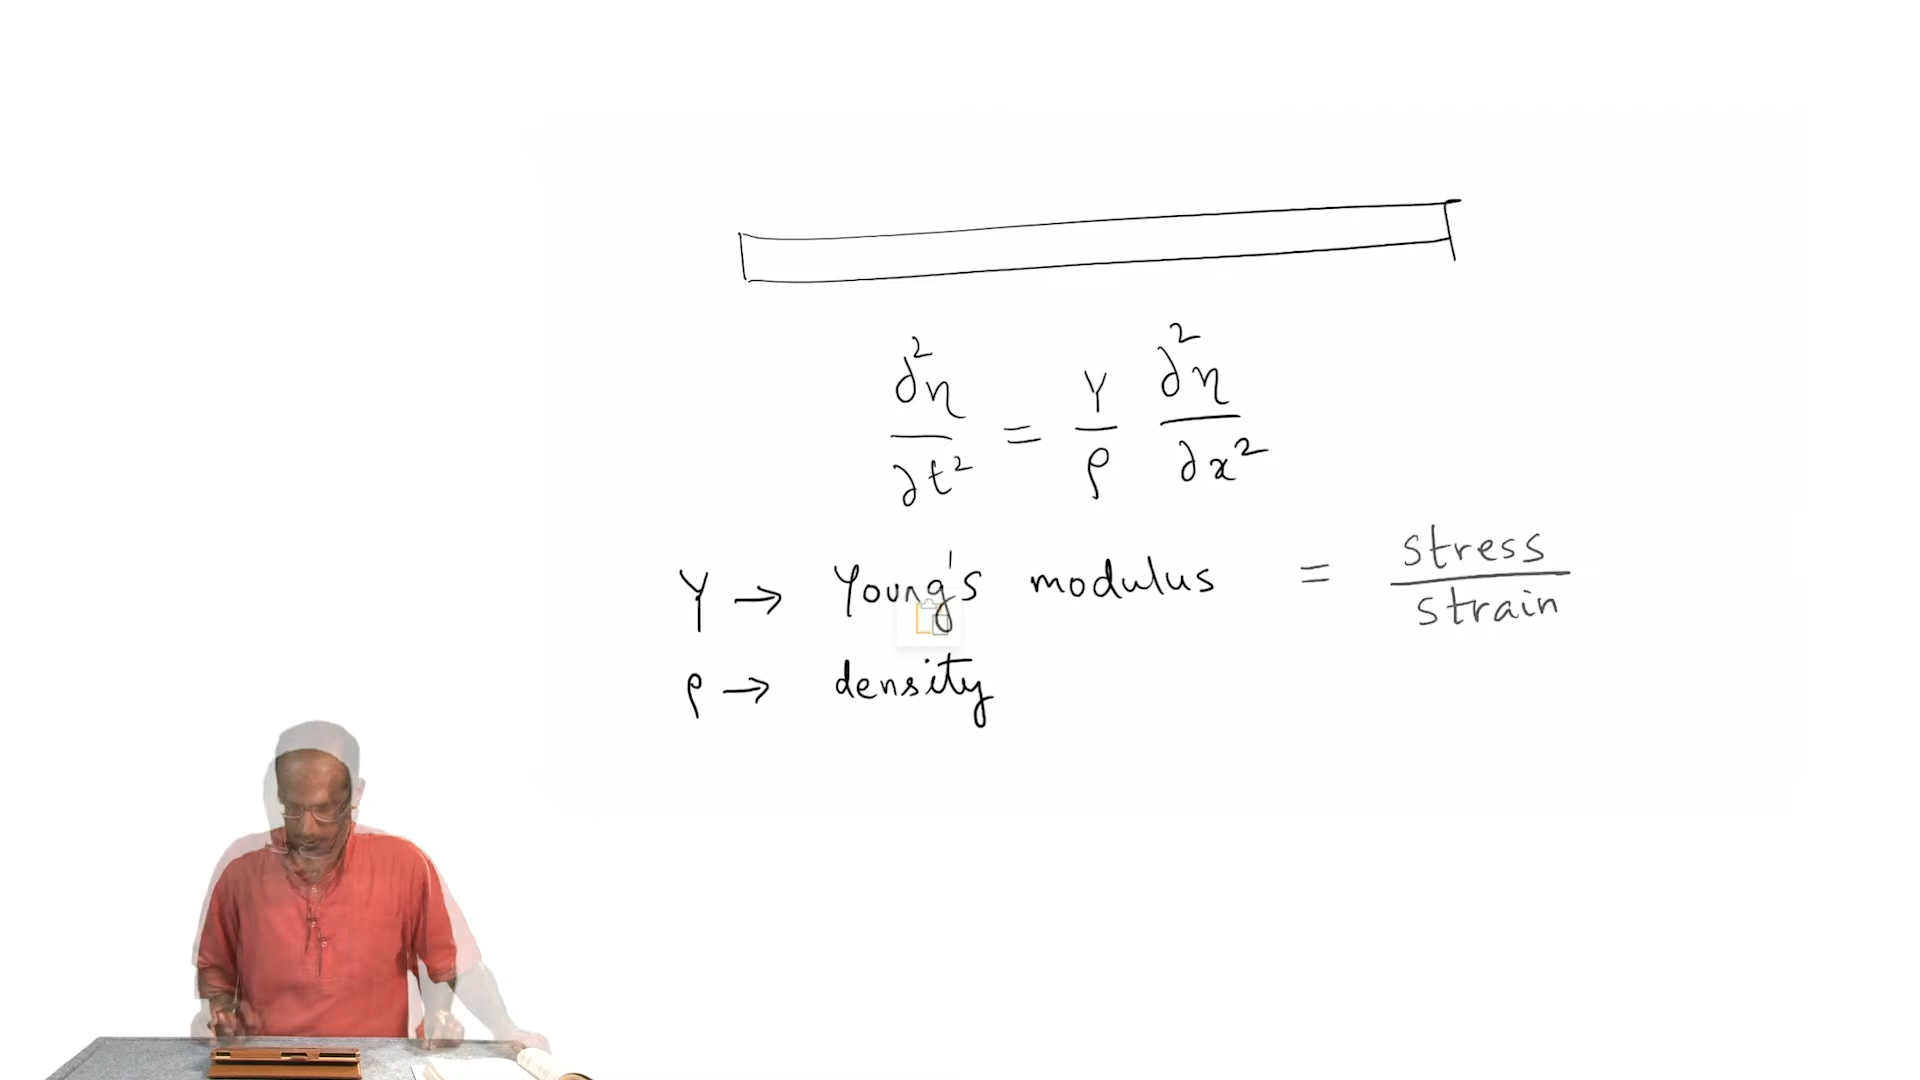 ∂²η/∂t² = Y/ρ ∂²η/∂x²
Y → Young's modulus = stress/strain
ρ → density